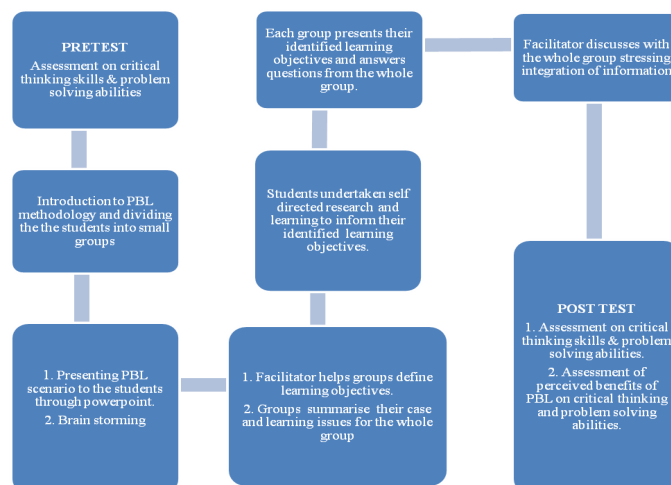 PRETEST
Assessment on critical
thinking skills & problem
solving abilities
Introduction to PBL
methodology and dividing
the the students into small
groups
1. Presenting PBL
scenario to the students
through powerpoint.
2. Brain storming
1. Facilitator helps groups define
learning objectives.
2. Groups summarise their case
and learning issues for the whole
group
Students undertaken self
directed research and
learning to inform their
identified learning
objectives.
Each group presents their
identified learning
objectives and answers
questions from the whole
group.
Facilitator discusses with
the whole group stressing
integration of information
POST TEST
1. Assessment on critical
thinking skills & problem
solving abilities.
2. Assessment of
perceived benefits of
PBL on critical thinking
and problem solving
abilities.